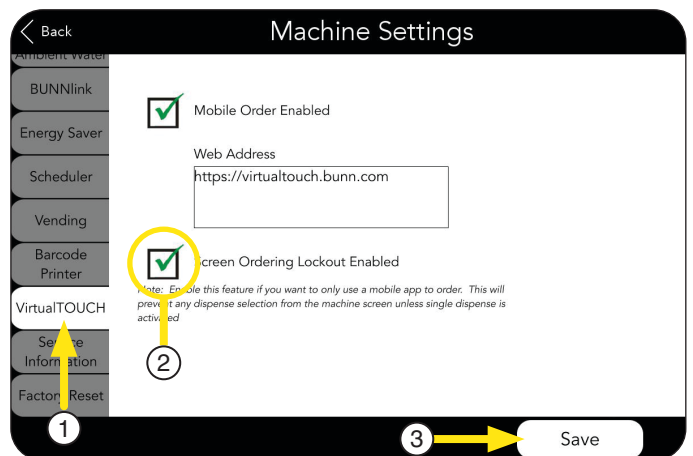 Back
Machine Settings
Ambient Water
BUNNlink
Energy Saver
Scheduler
Vending
Barcode
Printer
VirtualTOUCH
Service
Information
Factory Reset
Mobile Order Enabled
Web Address
https://virtualtouch.bunn.com
Screen Ordering Lockout Enabled
Note: Enable this feature if you want to only use a mobile app to order. This will
prevent any dispense selection from the machine screen unless single dispense is
activated
1
2
3
Save